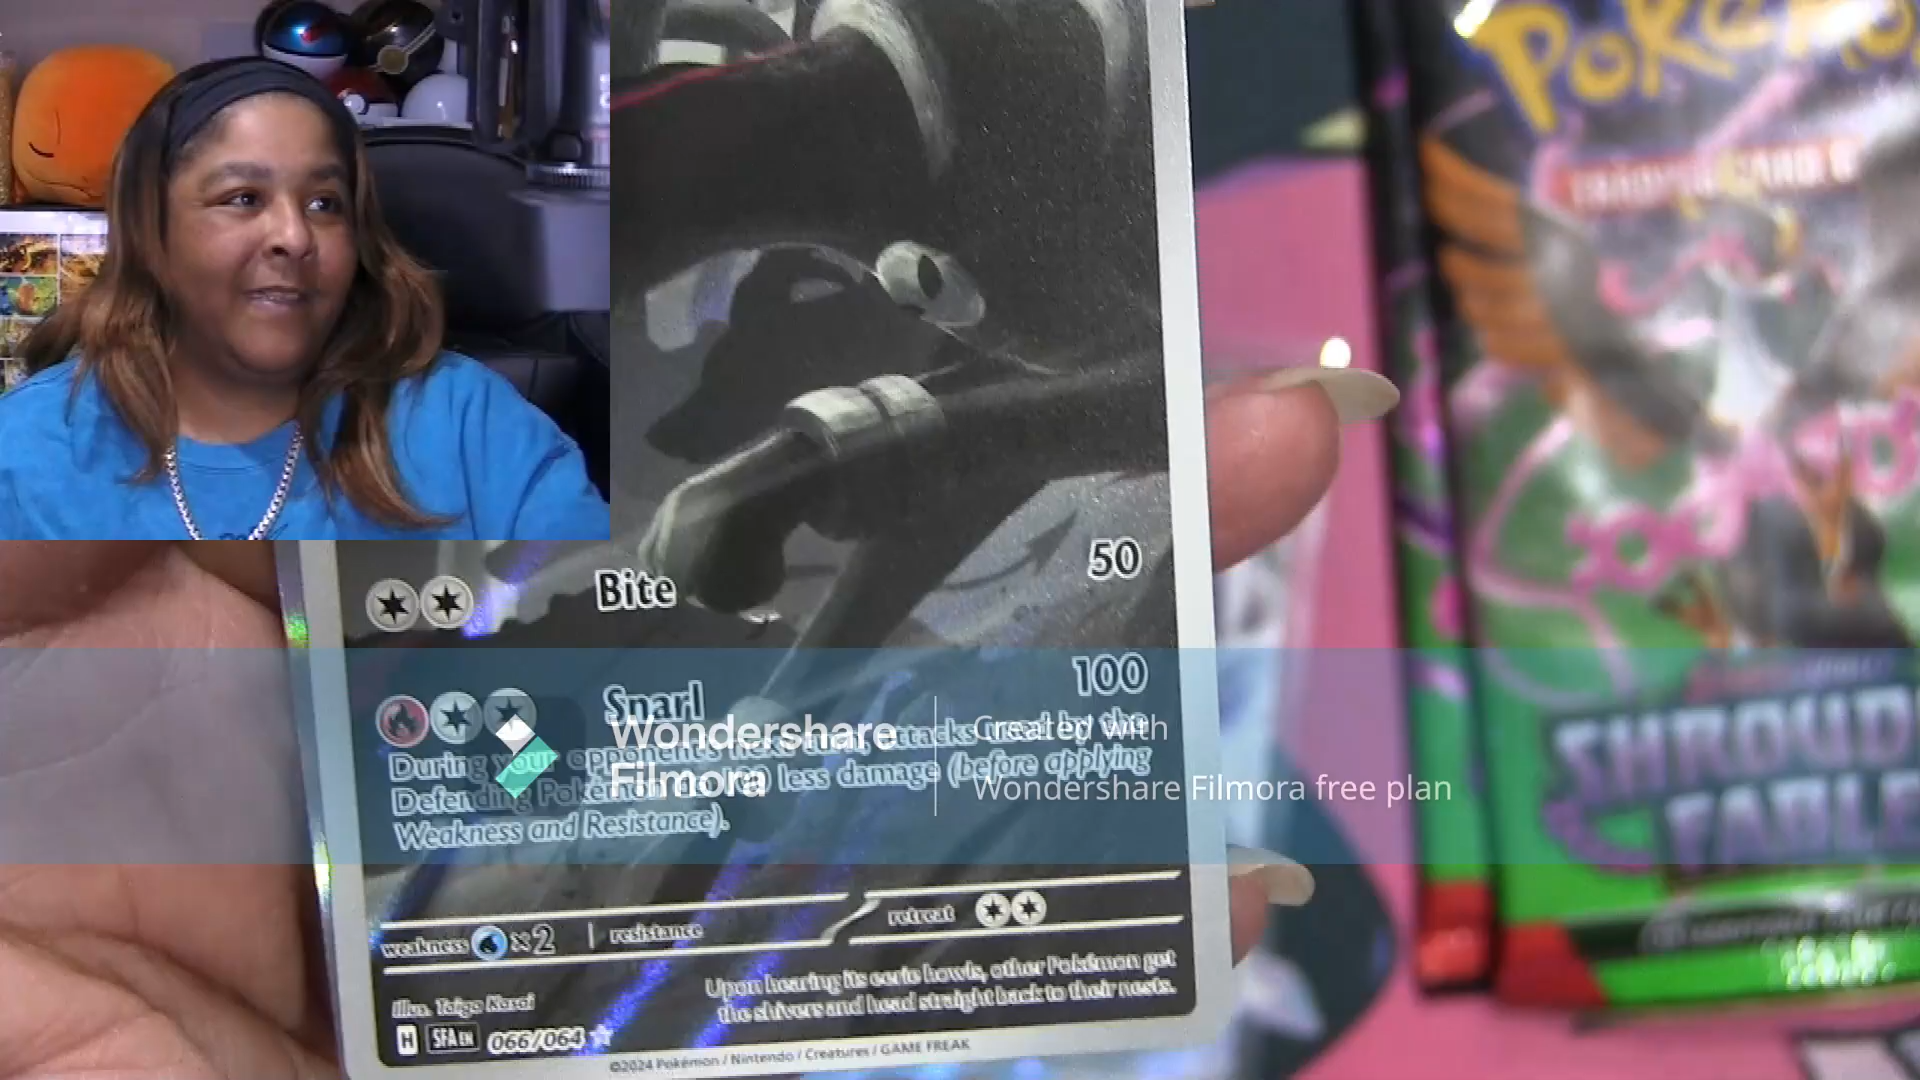 POKéMO
TRADING CARD G
Bite
50
Snarl
100
During your opponent's next turn, attacks used by the
Defending Pokémon do 100 less damage (before applying
Weakness and Resistance).
Wondershare
Filmora
Created with
Wondershare Filmora free plan
SHROUD
FABLE
weakness ×2 resistance
retreat
Upon hearing its eerie howls, other Pokémon get
the shivers and head straight back to their nests.
Illus. Taiga Kasai
H SFA EN 066/064
©2024 Pokémon / Nintendo / Creatures / GAME FREAK